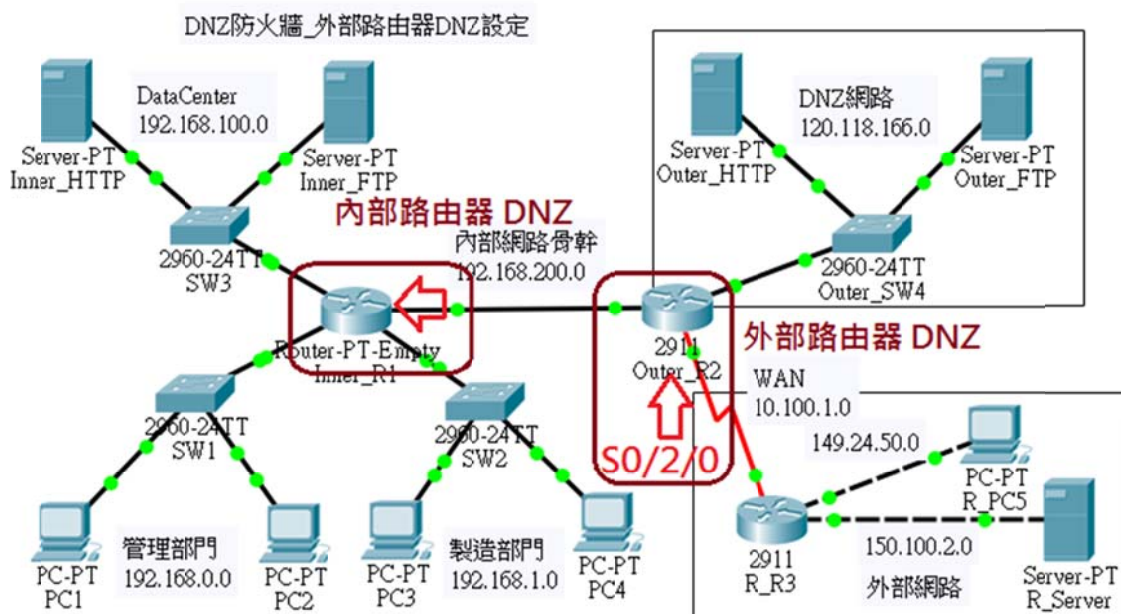 DNZ防火牆_外部路由器DNZ設定
DataCenter
192.168.100.0
Server-PT
Inner_HTTP
Server-PT
Inner_FTP
DNZ網路
120.118.166.0
Server-PT
Outer_HTTP
Server-PT
Outer_FTP
2960-24TT
SW3
內部路由器 DNZ
內部網路骨幹
192.168.200.0
2960-24TT
Outer_SW4
Router-PT-Empty
Inner_R1
2911
Outer_R2
外部路由器 DNZ
WAN
10.100.1.0
S0/2/0
2960-24TT
SW1
2960-24TT
SW2
149.24.50.0
PC-PT
R_PC5
PC-PT
PC1
管理部門
192.168.0.0
PC-PT
PC2
PC-PT
PC3
製造部門
192.168.1.0
PC-PT
PC4
2911
R_R3
150.100.2.0
外部網路
Server-PT
R_Server